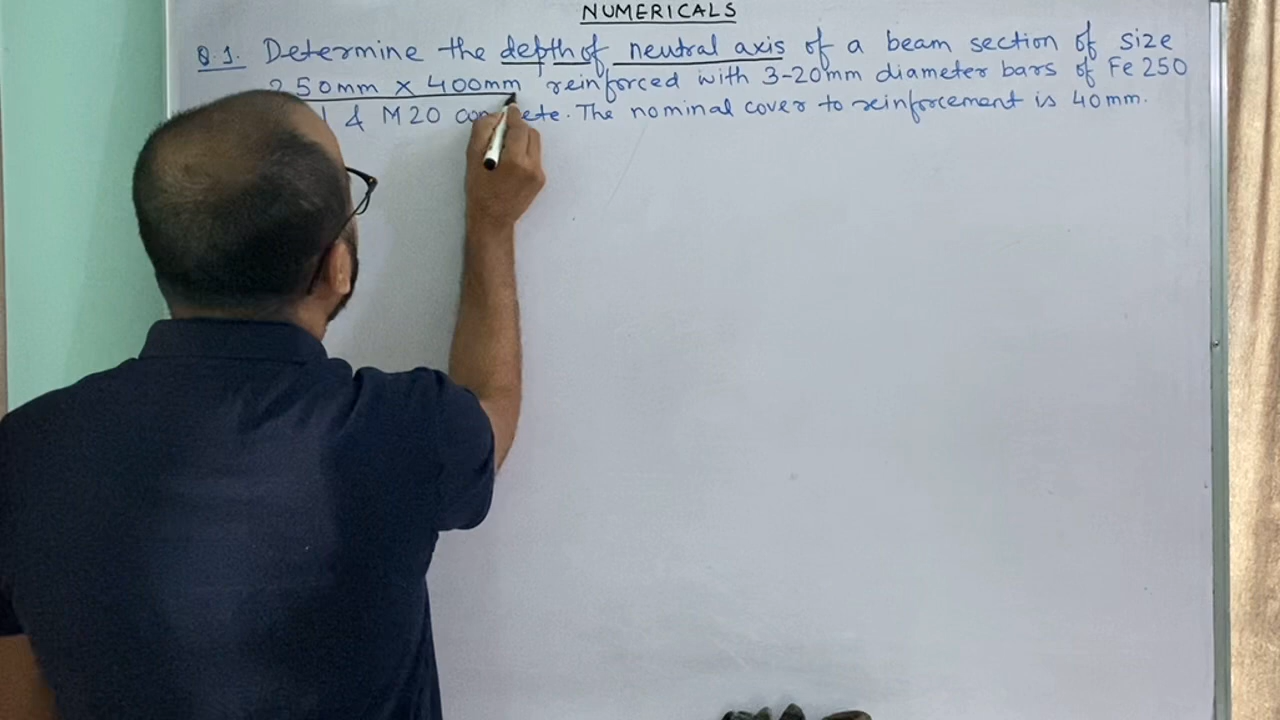 NUMERICALS
Q.1. Determine the depth of neutral axis of a beam section of size
250mm x 400mm reinforced with 3-20mm diameter bars of Fe 250
& M20 The nominal cover to reinforcement is 40mm.